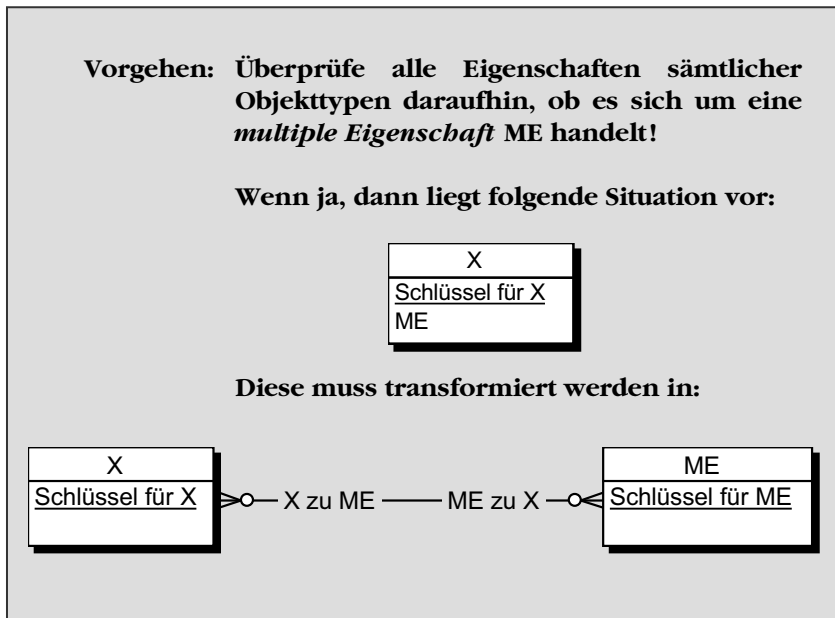 Vorgehen: Überprüfe alle Eigenschaften sämtlicher
Objekttypen daraufhin, ob es sich um eine
multiple Eigenschaft ME handelt!
Wenn ja, dann liegt folgende Situation vor:
X
Schlüssel für X
ME
Diese muss transformiert werden in:
X
Schlüssel für X
X zu ME
ME zu X
ME
Schlüssel für ME